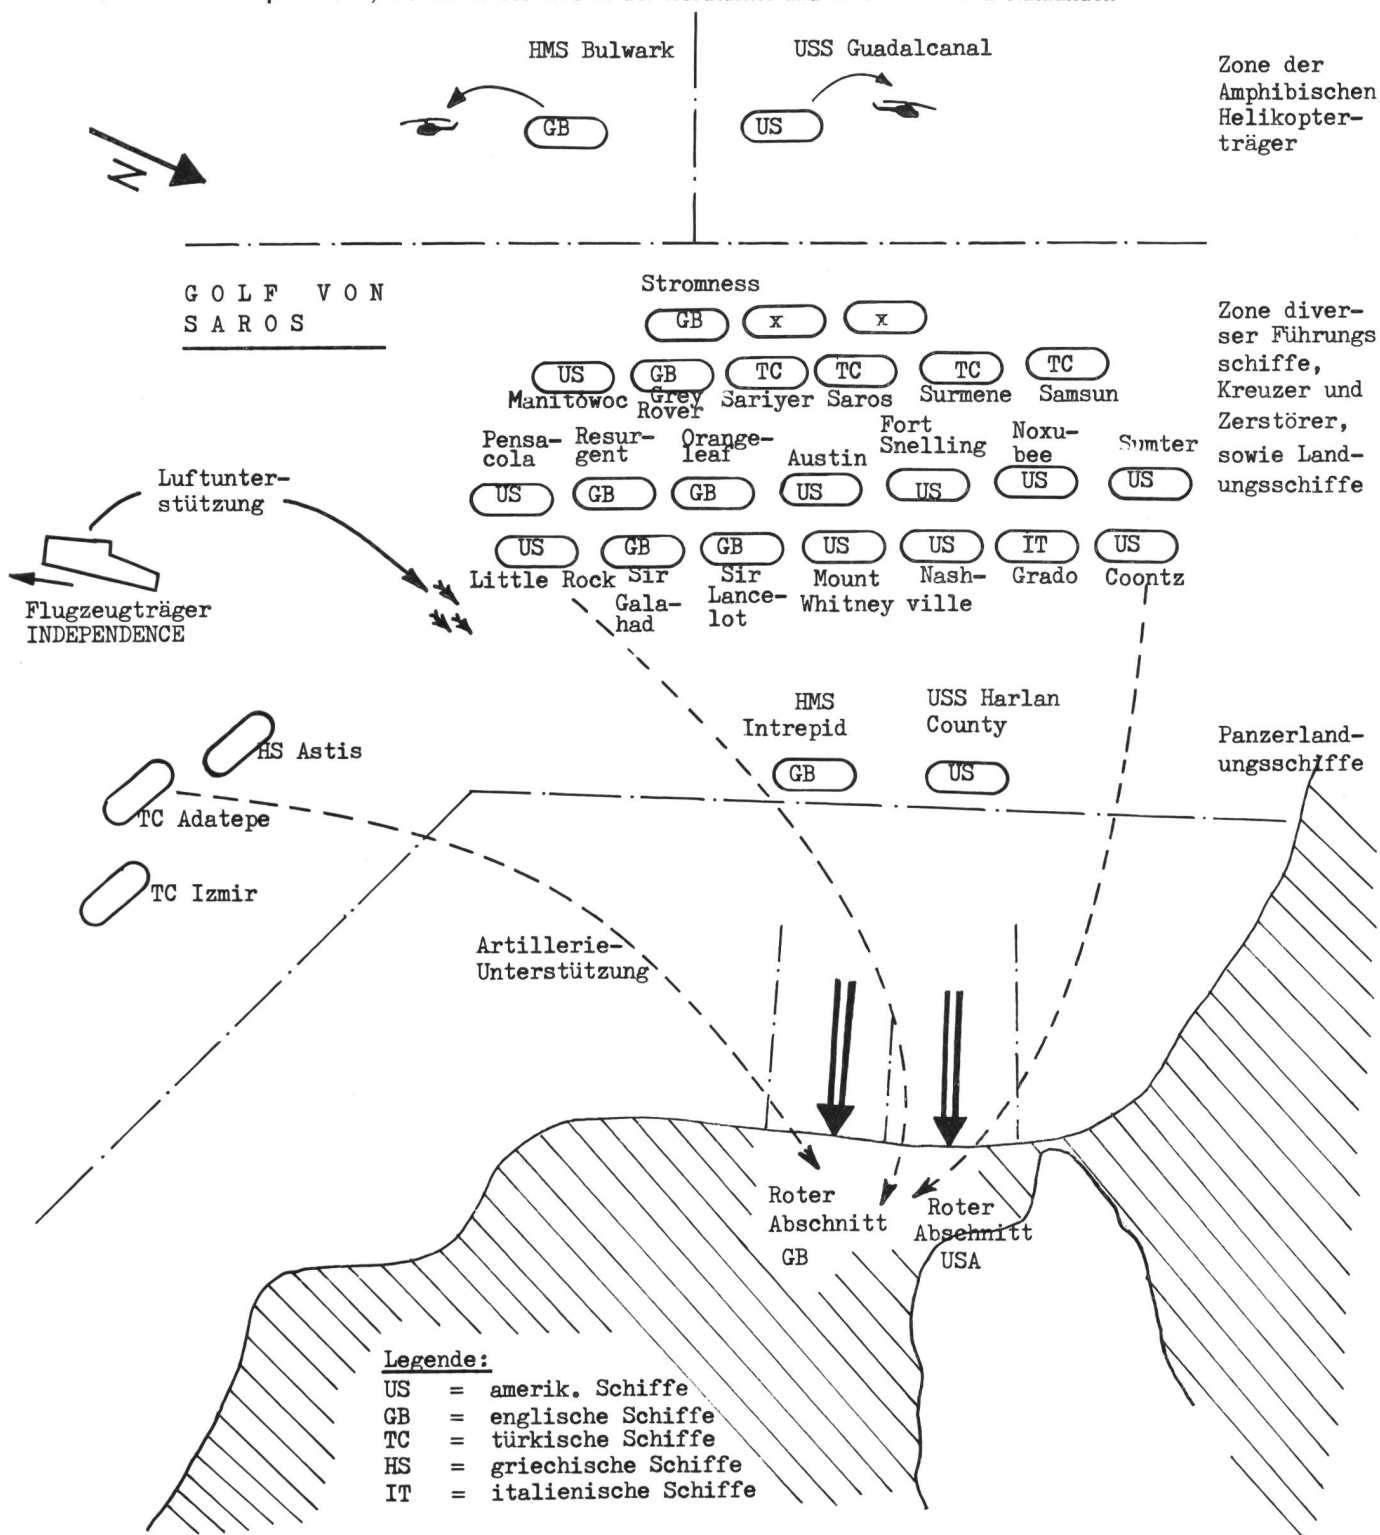 HMS Bulwark
USS Guadalcanal
Zone der
Amphibischen
Helikopter-
träger
GB
US
N
GOLF VON
SAROS
Stromness
GB
x
x
Zone diver-
ser Führungs
schiffe,
Kreuzer und
Zerstörer,
sowie Land-
ungsschiffe
US
GB
TC
TC
TC
TC
Manitowoc
Grey
Rover
Sariyer
Saros
Surmene
Samsun
Pensa-
cola
Resur-
gent
Orange-
leaf
Austin
Fort
Snelling
Noxu-
bee
Sumter
US
GB
GB
US
US
US
US
US
GB
GB
US
US
IT
US
Little Rock
Sir
Gala-
had
Sir
Lance-
lot
Mount
Whitney
Nash-
ville
Grado
Coontz
Luftunter-
stützung
Flugzeugträger
INDEPENDENCE
HMS
Intrepid
USS Harlan
County
GB
US
Panzerland-
ungsschiffe
HS Astis
TC Adatepe
TC Izmir
Artillerie-
Unterstützung
Roter
Abschnitt
GB
Roter
Abschnitt
USA
Legende:
US = amerik. Schiffe
GB = englische Schiffe
TC = türkische Schiffe
HS = griechische Schiffe
IT = italienische Schiffe